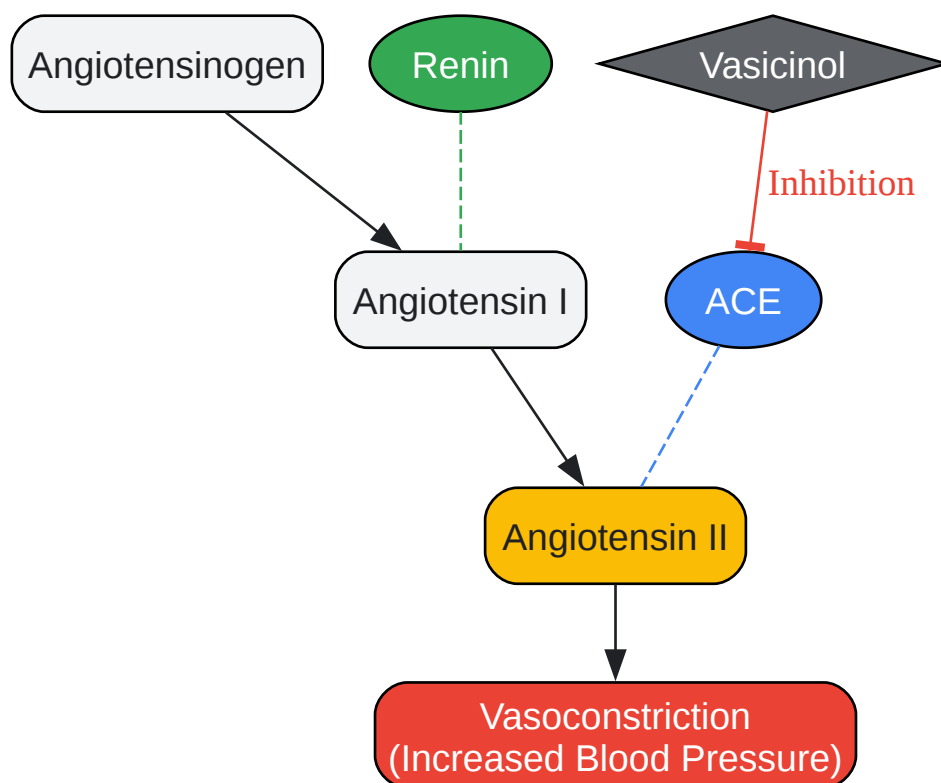 Angiotensinogen
Renin
Vasicinol
Inhibition
Angiotensin I
ACE
Angiotensin II
Vasoconstriction
(Increased Blood Pressure)